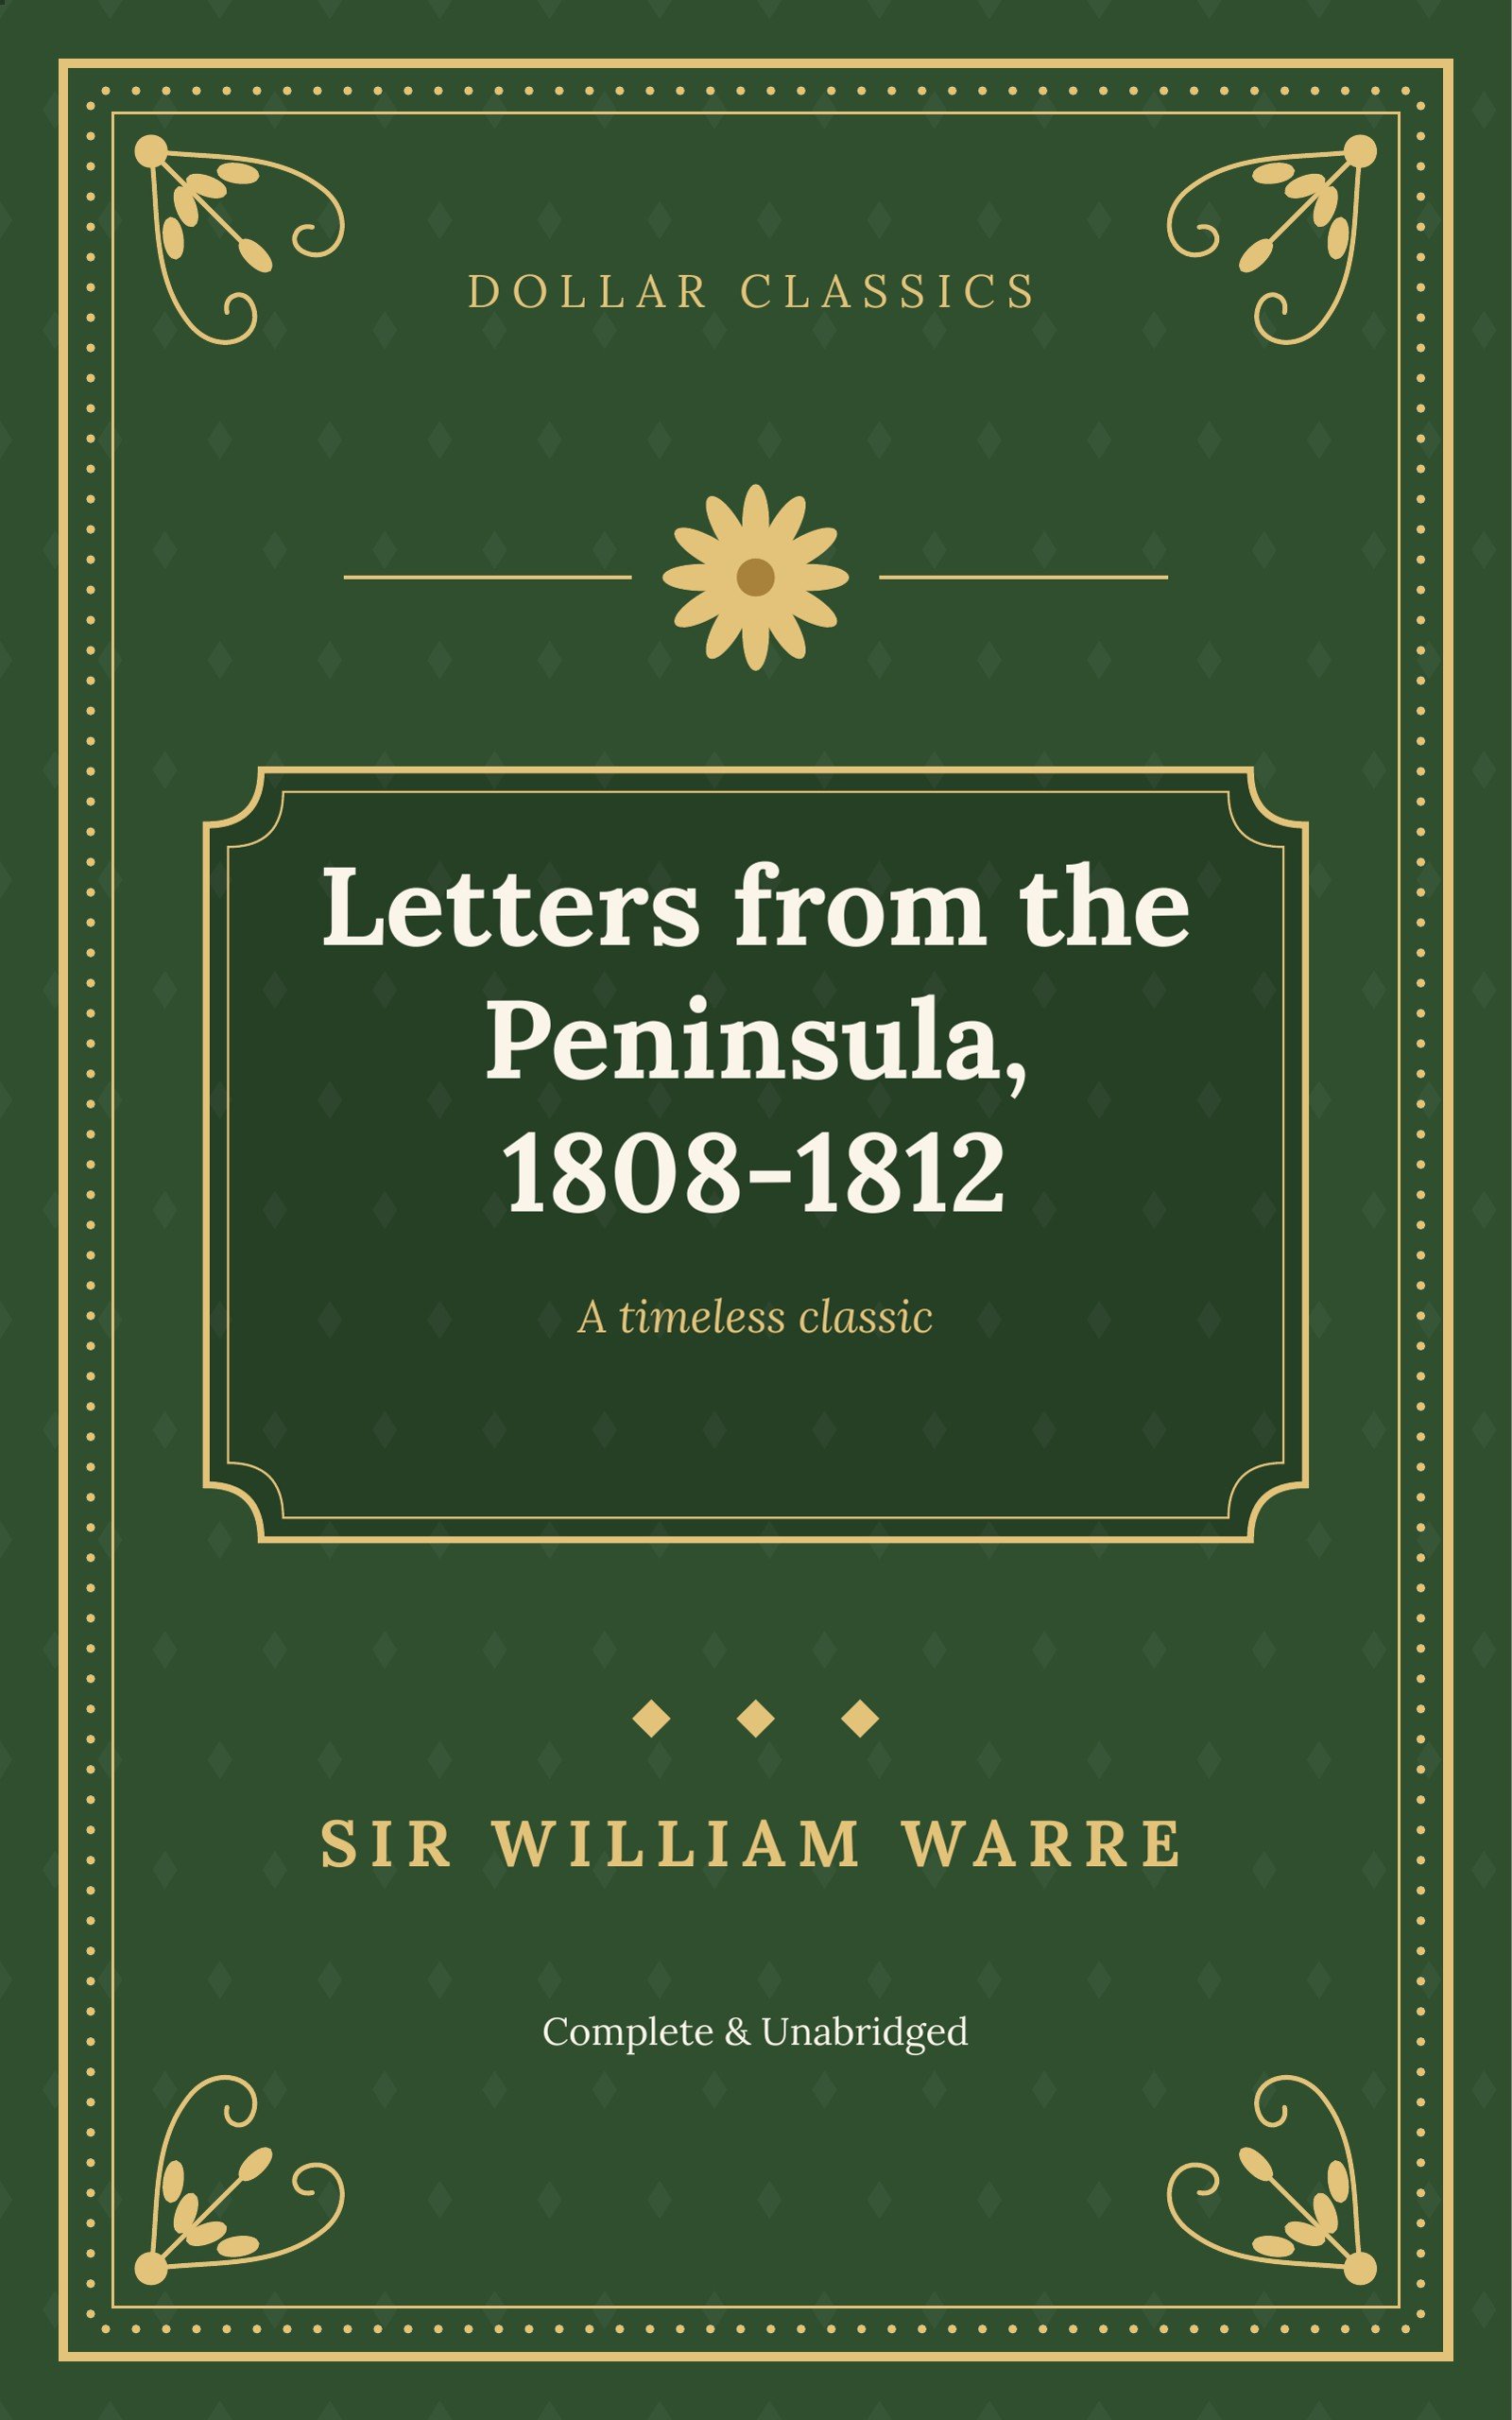 DOLLAR CLASSICS
Letters from the
Peninsula,
1808–1812
A timeless classic
SIR WILLIAM WARRE
Complete & Unabridged